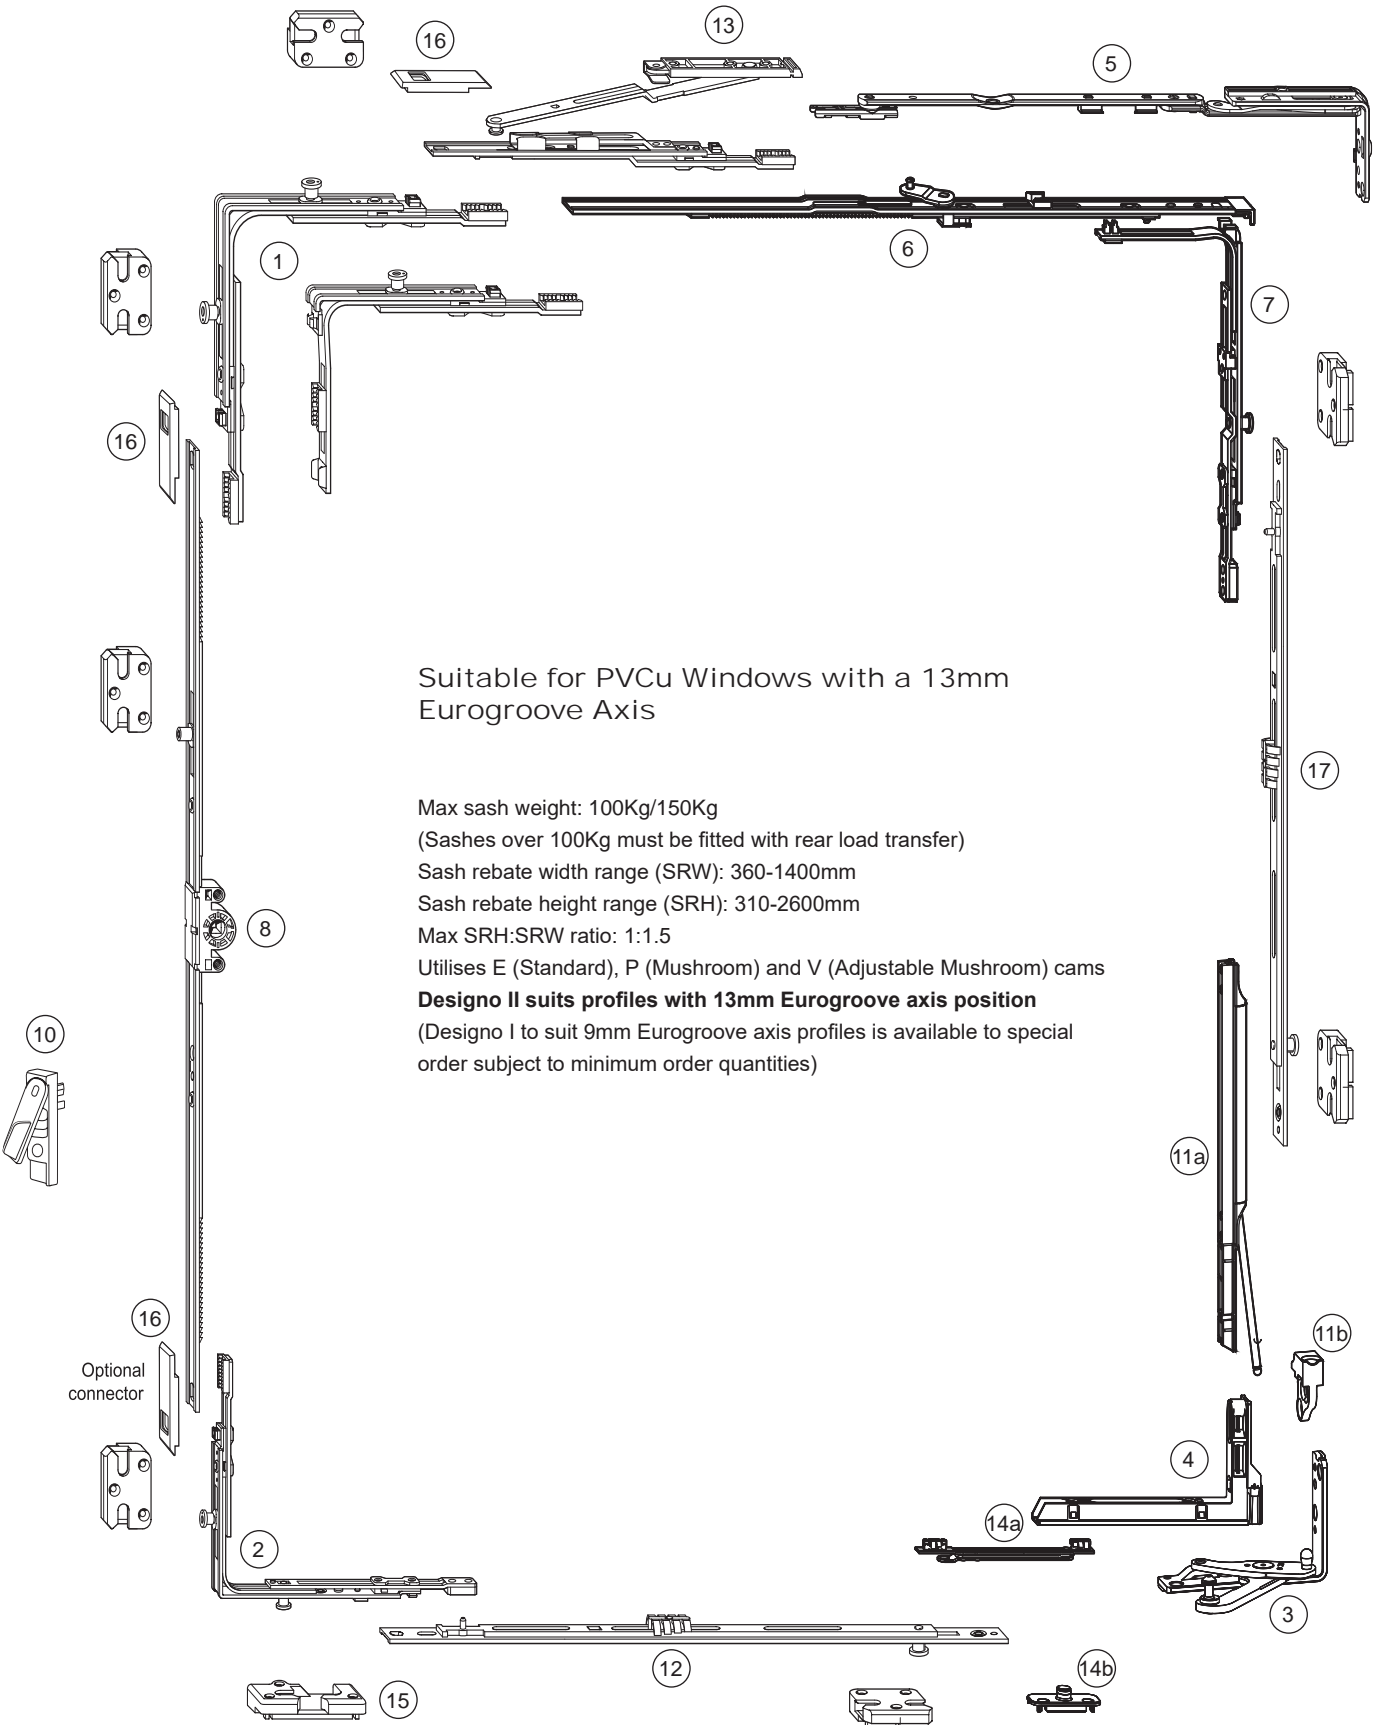 13
16
5
1
6
7
16
Suitable for PVCu Windows with a 13mm
Eurogroove Axis
17
Max sash weight: 100Kg/150Kg
(Sashes over 100Kg must be fitted with rear load transfer)
Sash rebate width range (SRW): 360-1400mm
Sash rebate height range (SRH): 310-2600mm
8
Max SRH:SRW ratio: 1:1.5
Utilises E (Standard), P (Mushroom) and V (Adjustable Mushroom) cams
Designo II suits profiles with 13mm Eurogroove axis position
10
(Designo I to suit 9mm Eurogroove axis profiles is available to special
order subject to minimum order quantities)
11a
16
11b
Optional
connector
4
14a
2
3
12
14b
15